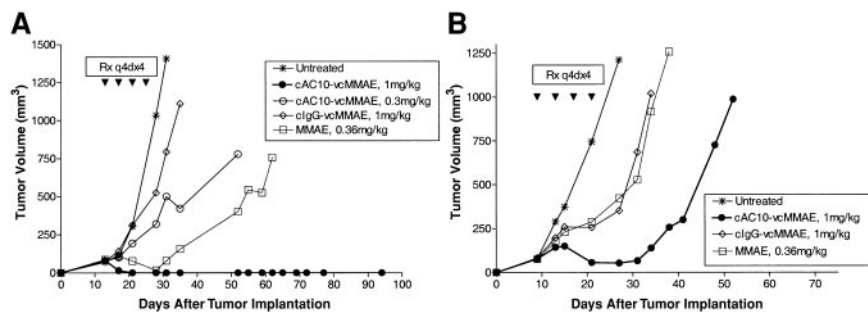 A
Tumor Volume (mm³)
1500
1250
1000
750
500
250
0
Rx q4dx4
Untreated
cAC10-vcMMAE, 1mg/kg
cAC10-vcMMAE, 0.3mg/kg
cIgG-vcMMAE, 1mg/kg
MMAE, 0.36mg/kg
0 10 20 30 40 50 60 70 80 90 100
Days After Tumor Implantation
B
Tumor Volume (mm³)
1250
1000
750
500
250
0
Rx q4dx4
Untreated
cAC10-vcMMAE, 1mg/kg
cIgG-vcMMAE, 1mg/kg
MMAE, 0.36mg/kg
0 10 20 30 40 50 60 70
Days After Tumor Implantation